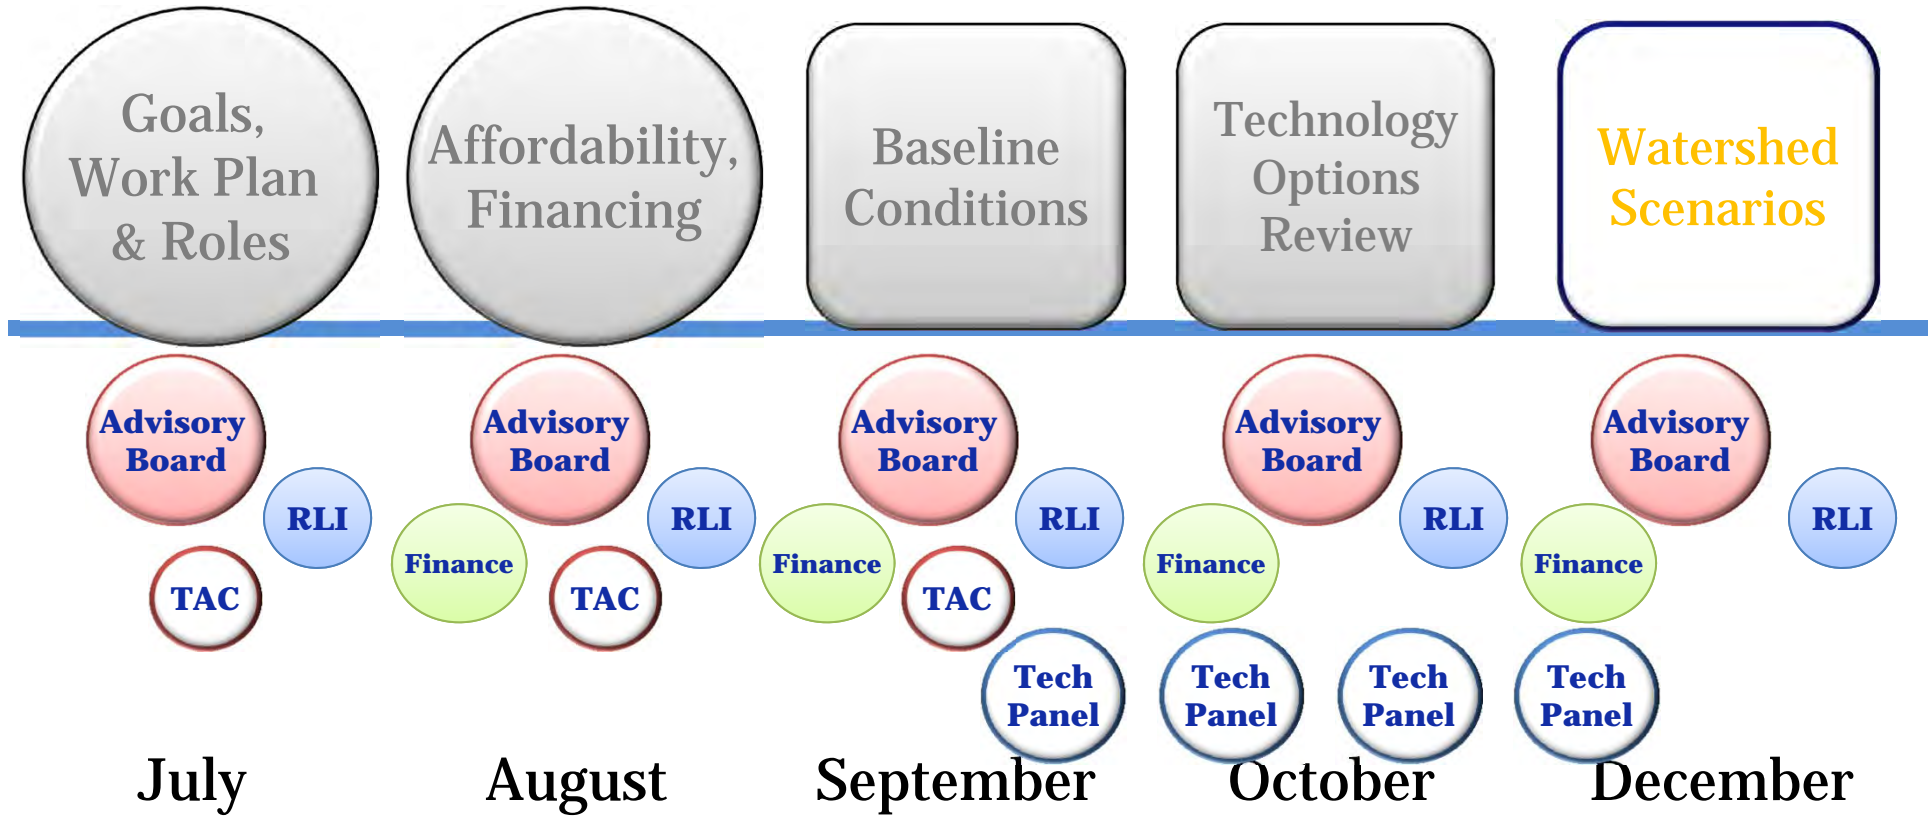 Goals,
Work Plan
& Roles
Affordability,
Financing
Baseline
Conditions
Technology
Options
Review
Watershed
Scenarios
Advisory
Board
RLI
TAC
Advisory
Board
RLI
Finance
TAC
Advisory
Board
RLI
Finance
TAC
Tech
Panel
Advisory
Board
RLI
Finance
Tech
Panel
Tech
Panel
Advisory
Board
RLI
Finance
Tech
Panel
July
August
September
October
December